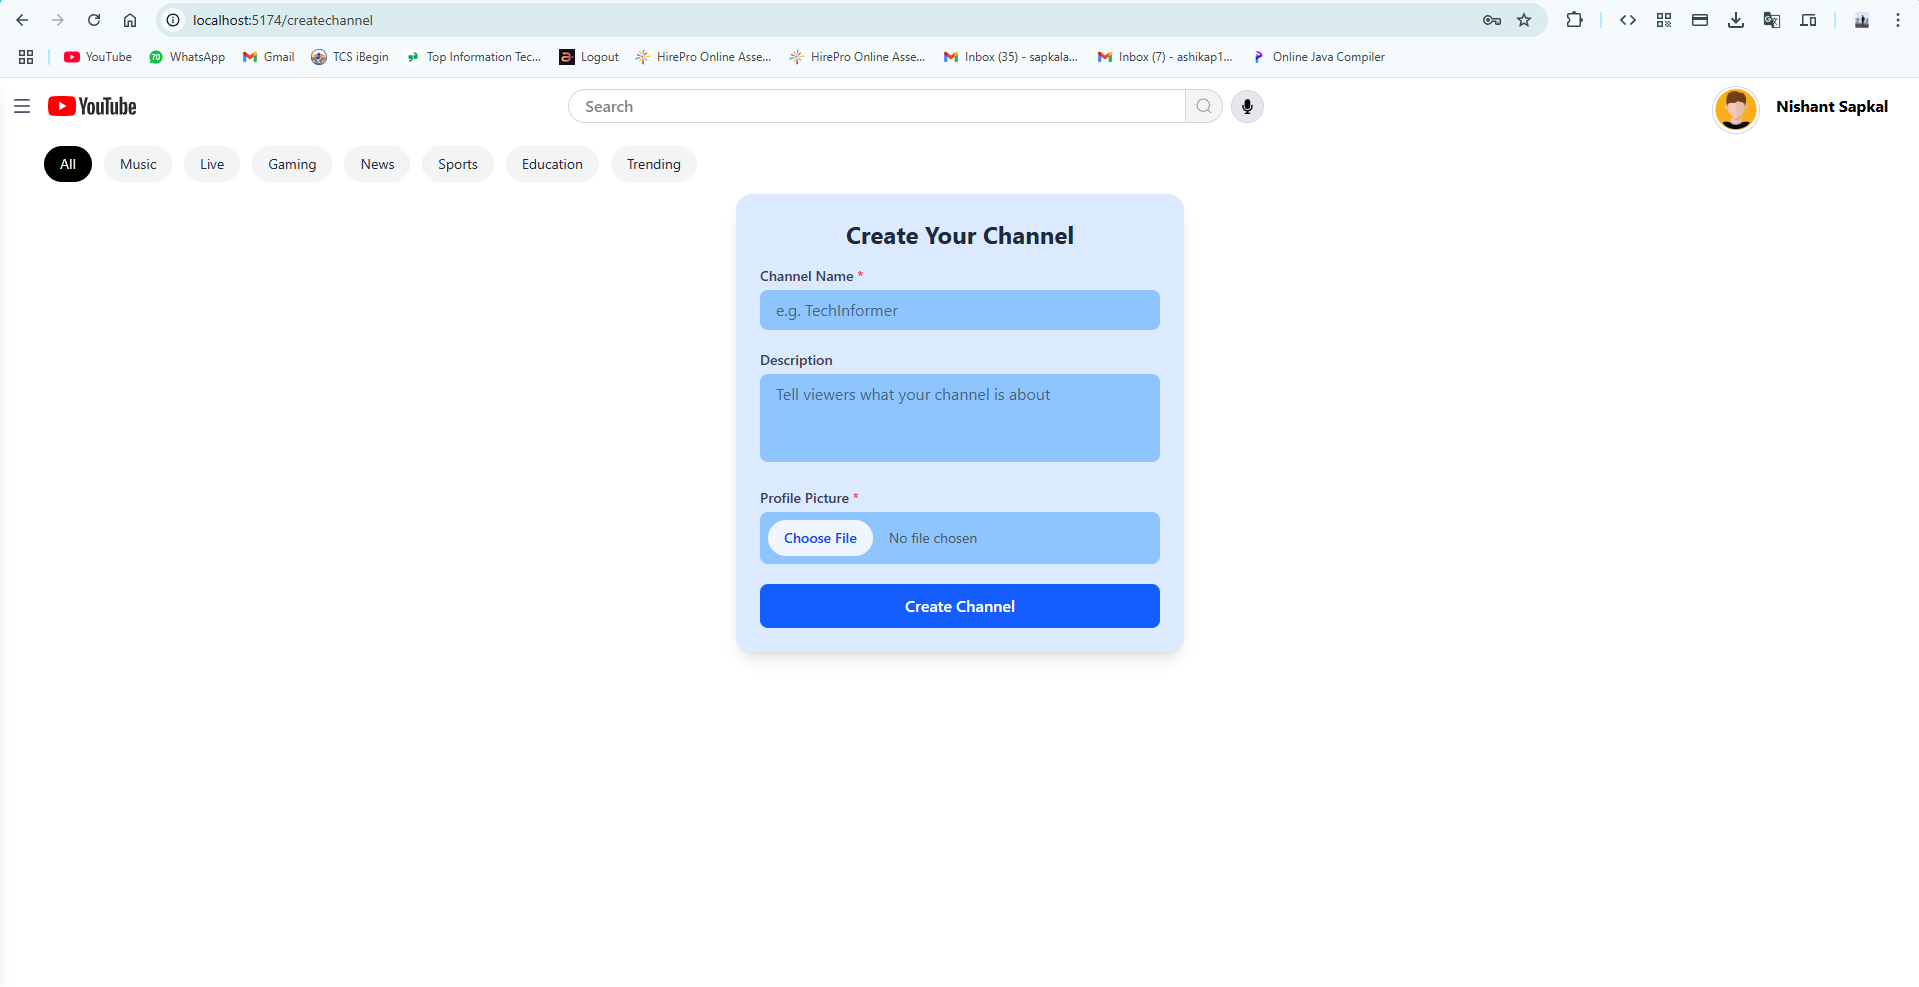 localhost:5174/createchannel
YouTube WhatsApp Gmail TCS iBegin Top Information Tec... Logout HirePro Online Asse... HirePro Online Asse... Inbox (35) - sapkala... Inbox (7) - ashikap1... Online Java Compiler
YouTube Search Nishant Sapkal
All Music Live Gaming News Sports Education Trending
Create Your Channel
Channel Name *
e.g. TechInformer
Description
Tell viewers what your channel is about
Profile Picture *
Choose File No file chosen
Create Channel